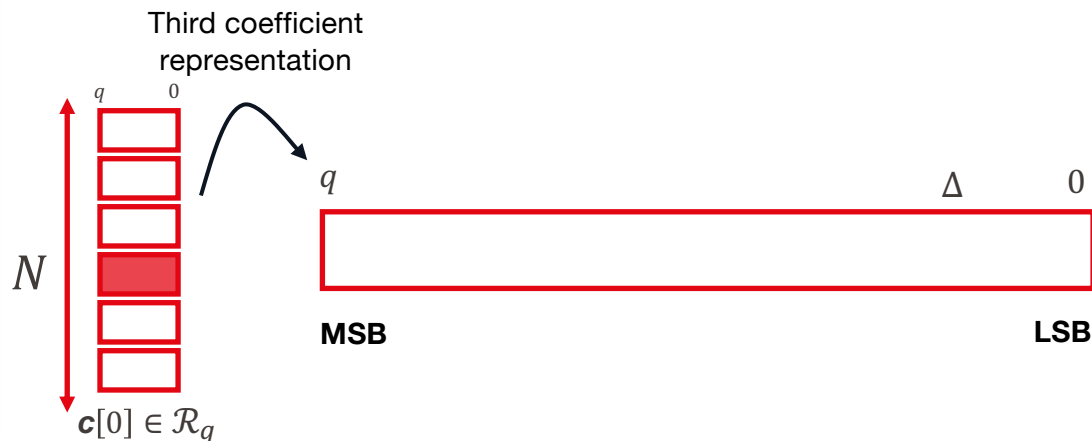 Third coefficient
representation
q 0
q Δ 0
N
MSB LSB
c[0] ∈ ℛ_q